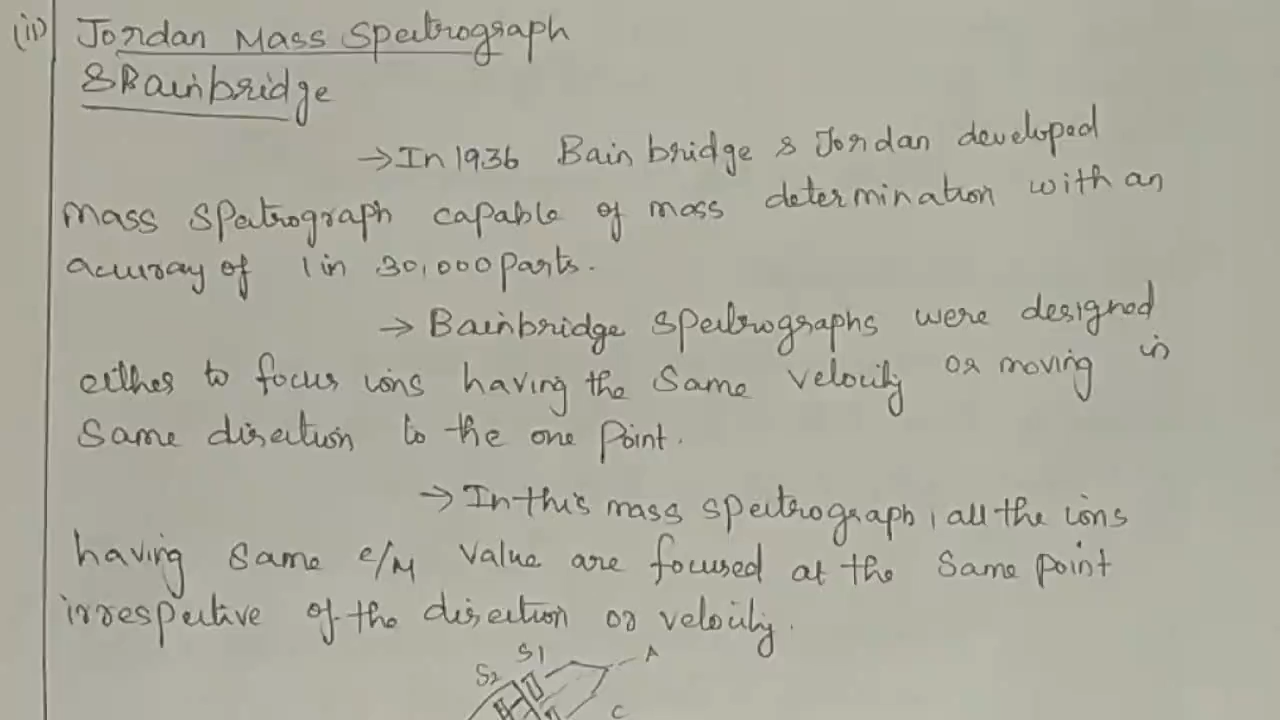 (ii) Jordan Mass Spectrograph
& Bainbridge
→ In 1936 Bainbridge & Jordan developed
mass spectrograph capable of mass determination with an
accuray of 1 in 30,000 parts.
→ Bainbridge spectrographs were designed
either to focus ions having the same velocity or moving in
same direction to the one point.
→ In this mass spectrograph, all the ions
having same e/M value are focused at the same point
irrespective of the direction or velocity.
S1 A
S2
C